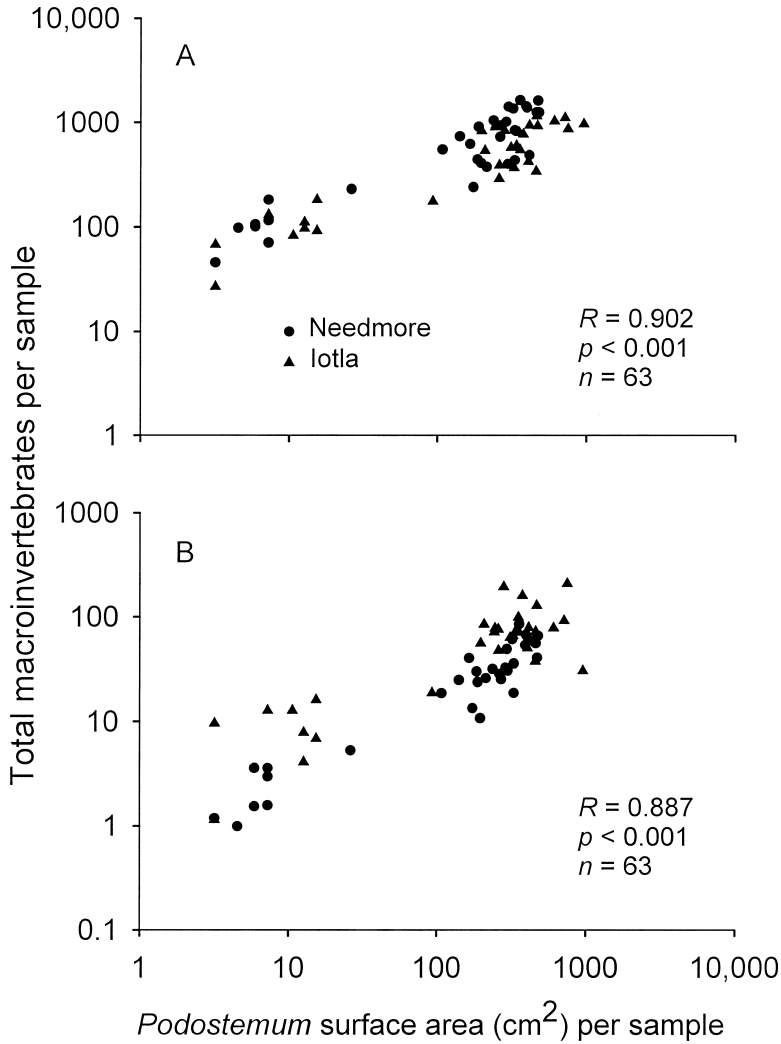 10,000
A
1000
100
10
1
Needmore
Iotla
R = 0.902
p < 0.001
n = 63
Total macroinvertebrates per sample
1000
B
100
10
1
0.1
R = 0.887
p < 0.001
n = 63
1 10 100 1000 10,000
Podostemum surface area (cm2) per sample